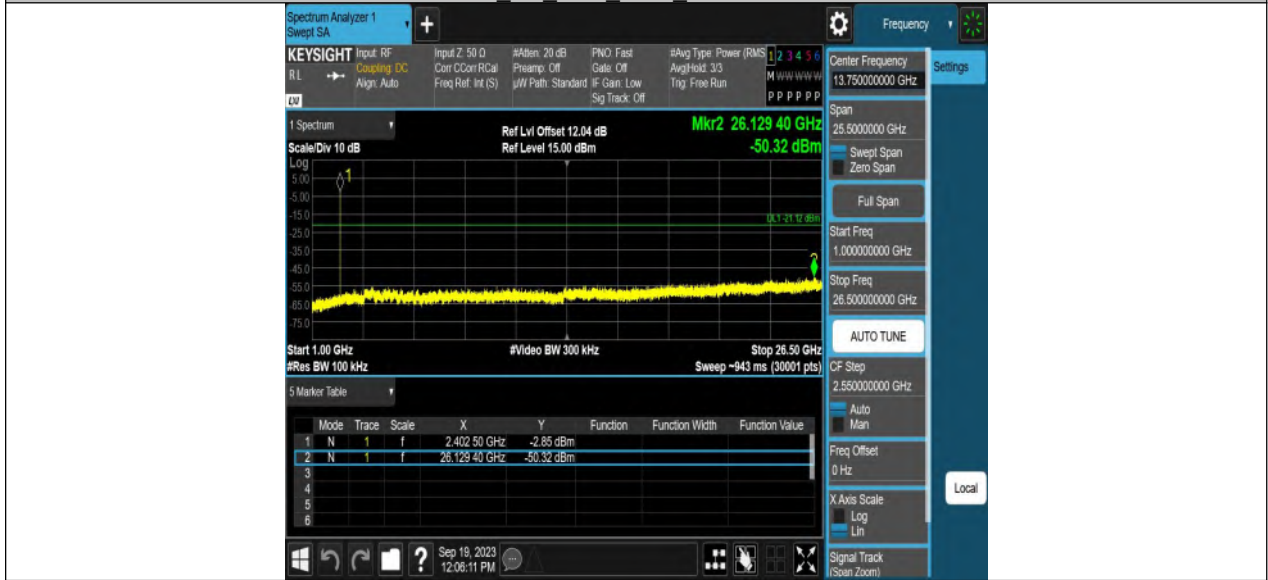 Spectrum Analyzer 1
Swept SA
+
Frequency
KEYSIGHT Input: RF
RL
Coupling: DC
Align: Auto
Input Z: 50 Ω
Corr CCorr RCal
Freq Ref: Int (S)
#Atten: 20 dB
Preamp: Off
µW Path: Standard
PNO: Fast
Gate: Off
IF Gain: Low
Sig Track: Off
#Avg Type: Power (RMS
Avg|Hold: 3/3
Trig: Free Run
1 2 3 4 5 6
M W W W W W
P P P P P P
Center Frequency
13.750000000 GHz
Settings
1 Spectrum
Scale/Div 10 dB
Ref Lvl Offset 12.04 dB
Ref Level 15.00 dBm
Mkr2 26.129 40 GHz
-50.32 dBm
Log
5.00
-5.00
-15.0
-25.0
-35.0
-45.0
-55.0
-65.0
-75.0
1
DL1 -21.12 dBm
Start 1.00 GHz
#Res BW 100 kHz
#Video BW 300 kHz
Stop 26.50 GHz
Sweep ~943 ms (30001 pts)
Span
25.5000000 GHz
Swept Span
Zero Span
Full Span
Start Freq
1.000000000 GHz
Stop Freq
26.500000000 GHz
AUTO TUNE
CF Step
2.550000000 GHz
Auto
Man
Freq Offset
0 Hz
X Axis Scale
Log
Lin
Signal Track
(Span Zoom)
Local
5 Marker Table
Mode Trace Scale X Y Function Function Width Function Value
1 N 1 f 2.402 50 GHz -2.85 dBm
2 N 1 f 26.129 40 GHz -50.32 dBm
3
4
5
6
?
Sep 19, 2023
12:06:11 PM